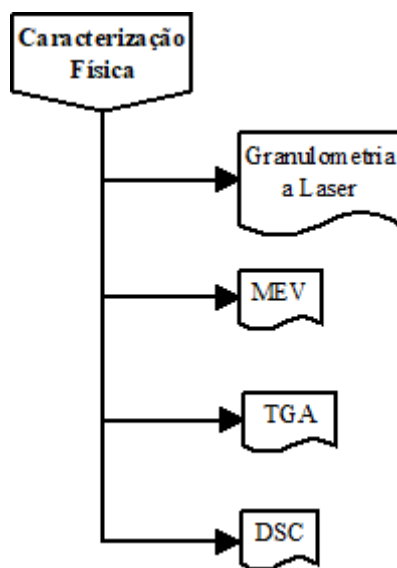 Caracterização
Física
Granulometria
a Laser
MEV
TGA
DSC